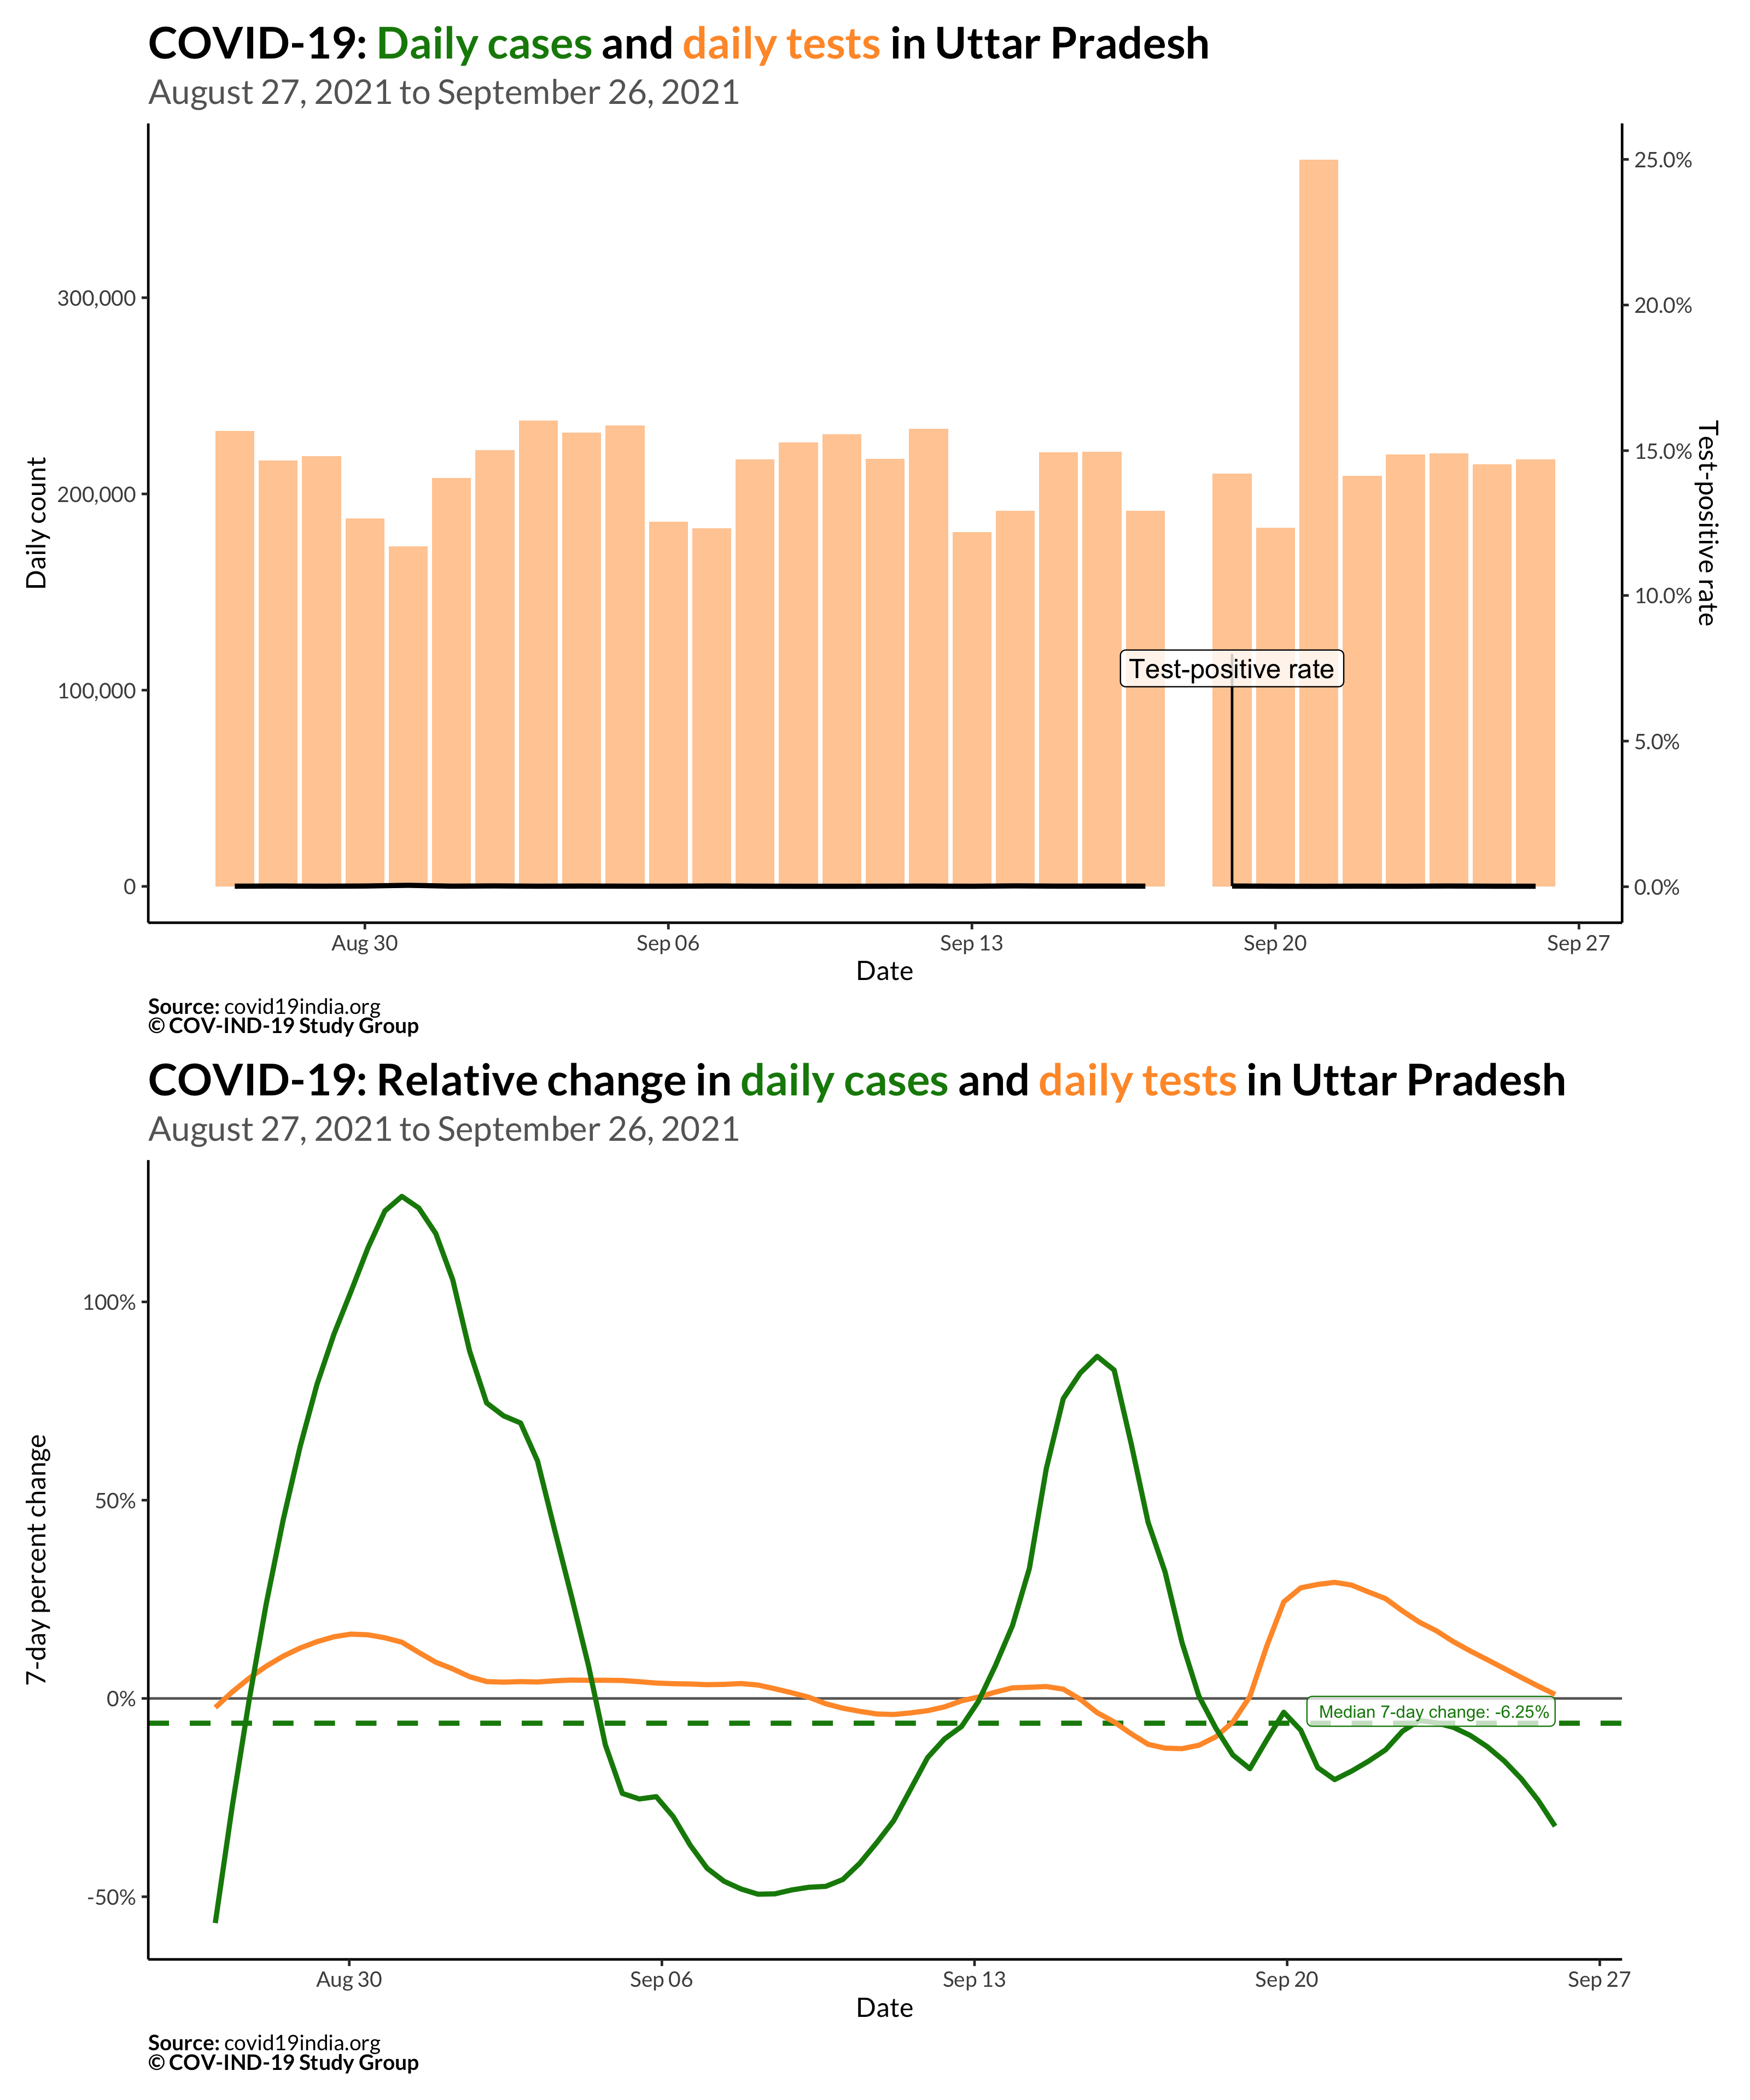 COVID-19: Daily cases and daily tests in Uttar Pradesh
August 27, 2021 to September 26, 2021
25.0%
300,000
20.0%
15.0%
200,000
10.0%
Daily count
Test-positive rate
Test-positive rate
100,000
5.0%
0
0.0%
Aug 30
Sep 06
Sep 13
Sep 20
Sep 27
Date
Source: covid19india.org
© COV-IND-19 Study Group
COVID-19: Relative change in daily cases and daily tests in Uttar Pradesh
August 27, 2021 to September 26, 2021
100%
50%
7-day percent change
0%
Median 7-day change: -6.25%
-50%
Aug 30
Sep 06
Sep 13
Sep 20
Sep 27
Date
Source: covid19india.org
© COV-IND-19 Study Group